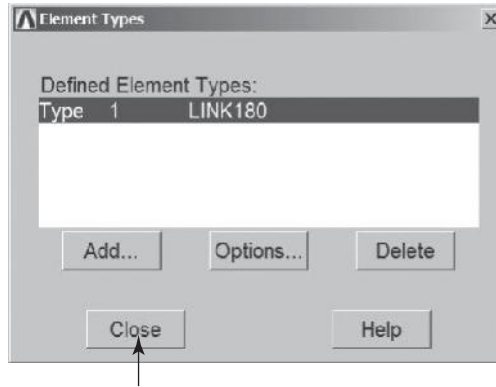 Element Types
X
Defined Element Types:
Type 1 LINK180
Add... Options... Delete
Close Help